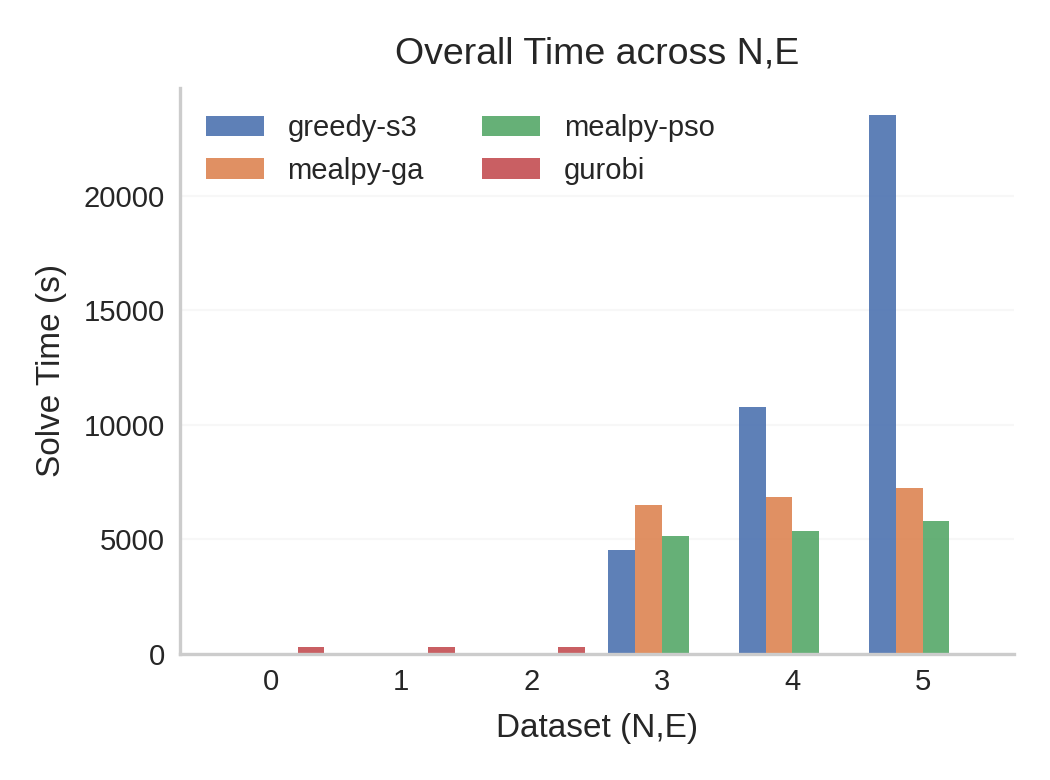 Overall Time across N,E
greedy-s3
mealpy-ga
mealpy-pso
gurobi
Solve Time (s)
20000
15000
10000
5000
0
0 1 2 3 4 5
Dataset (N,E)